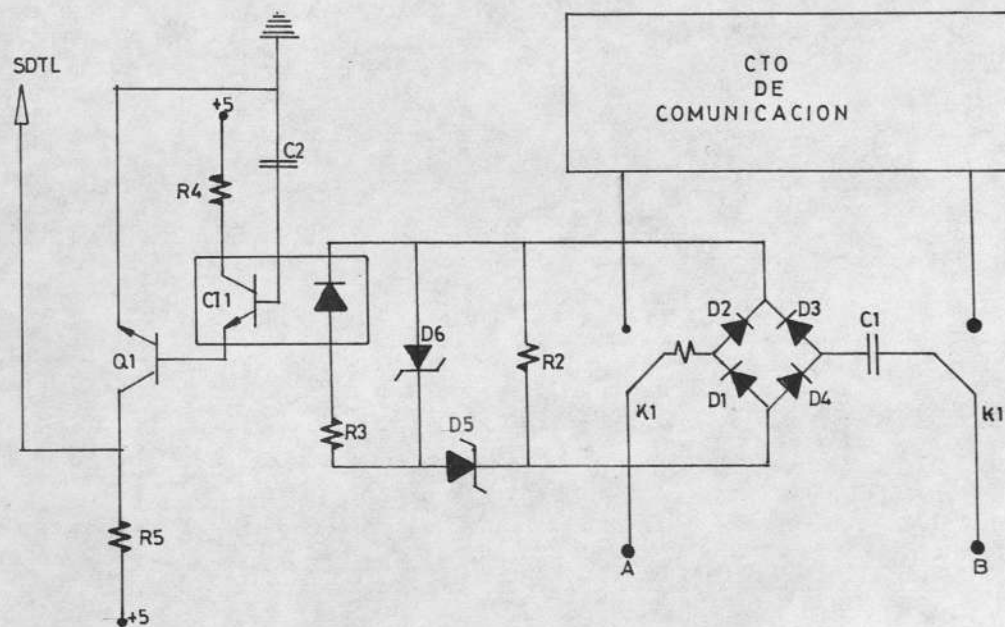 SDTL
+5
C2
R4
CTO
DE
COMUNICACION
CI1
Q1
D6
R2
D2
D3
C1
K1
D1
D4
K1
R3
D5
R5
A
B
+5